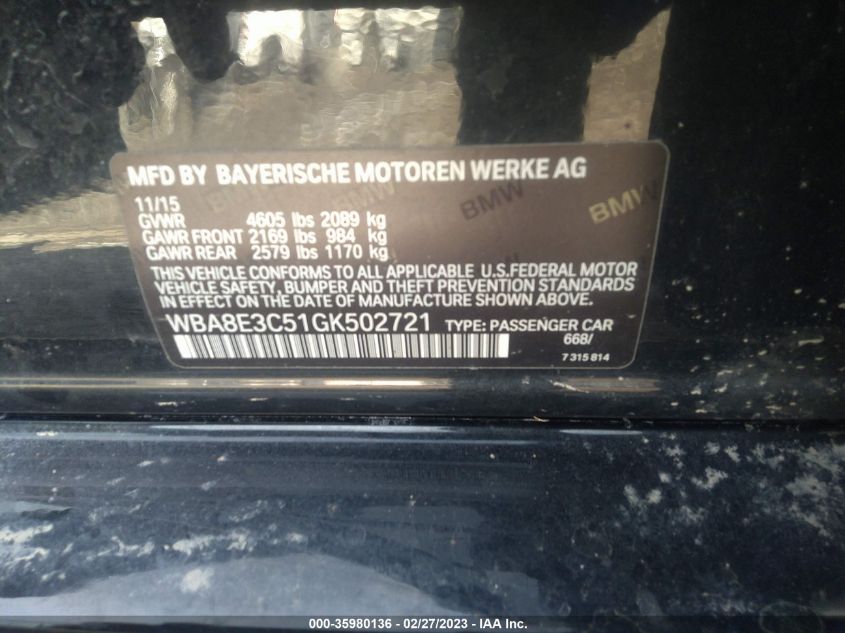 MFD BY BAYERISCHE MOTOREN WERKE AG
11/15
GVWR 4605 lbs 2089 kg
GAWR FRONT 2169 lbs 984 kg
GAWR REAR 2579 lbs 1170 kg
THIS VEHICLE CONFORMS TO ALL APPLICABLE U.S.FEDERAL MOTOR
VEHICLE SAFETY, BUMPER AND THEFT PREVENTION STANDARDS
IN EFFECT ON THE DATE OF MANUFACTURE SHOWN ABOVE.
WBA8E3C51GK502721 TYPE: PASSENGER CAR
668/
7 315 814
BMW
BMW
BMW
BMW
000-35980136 - 02/27/2023 - IAA Inc.